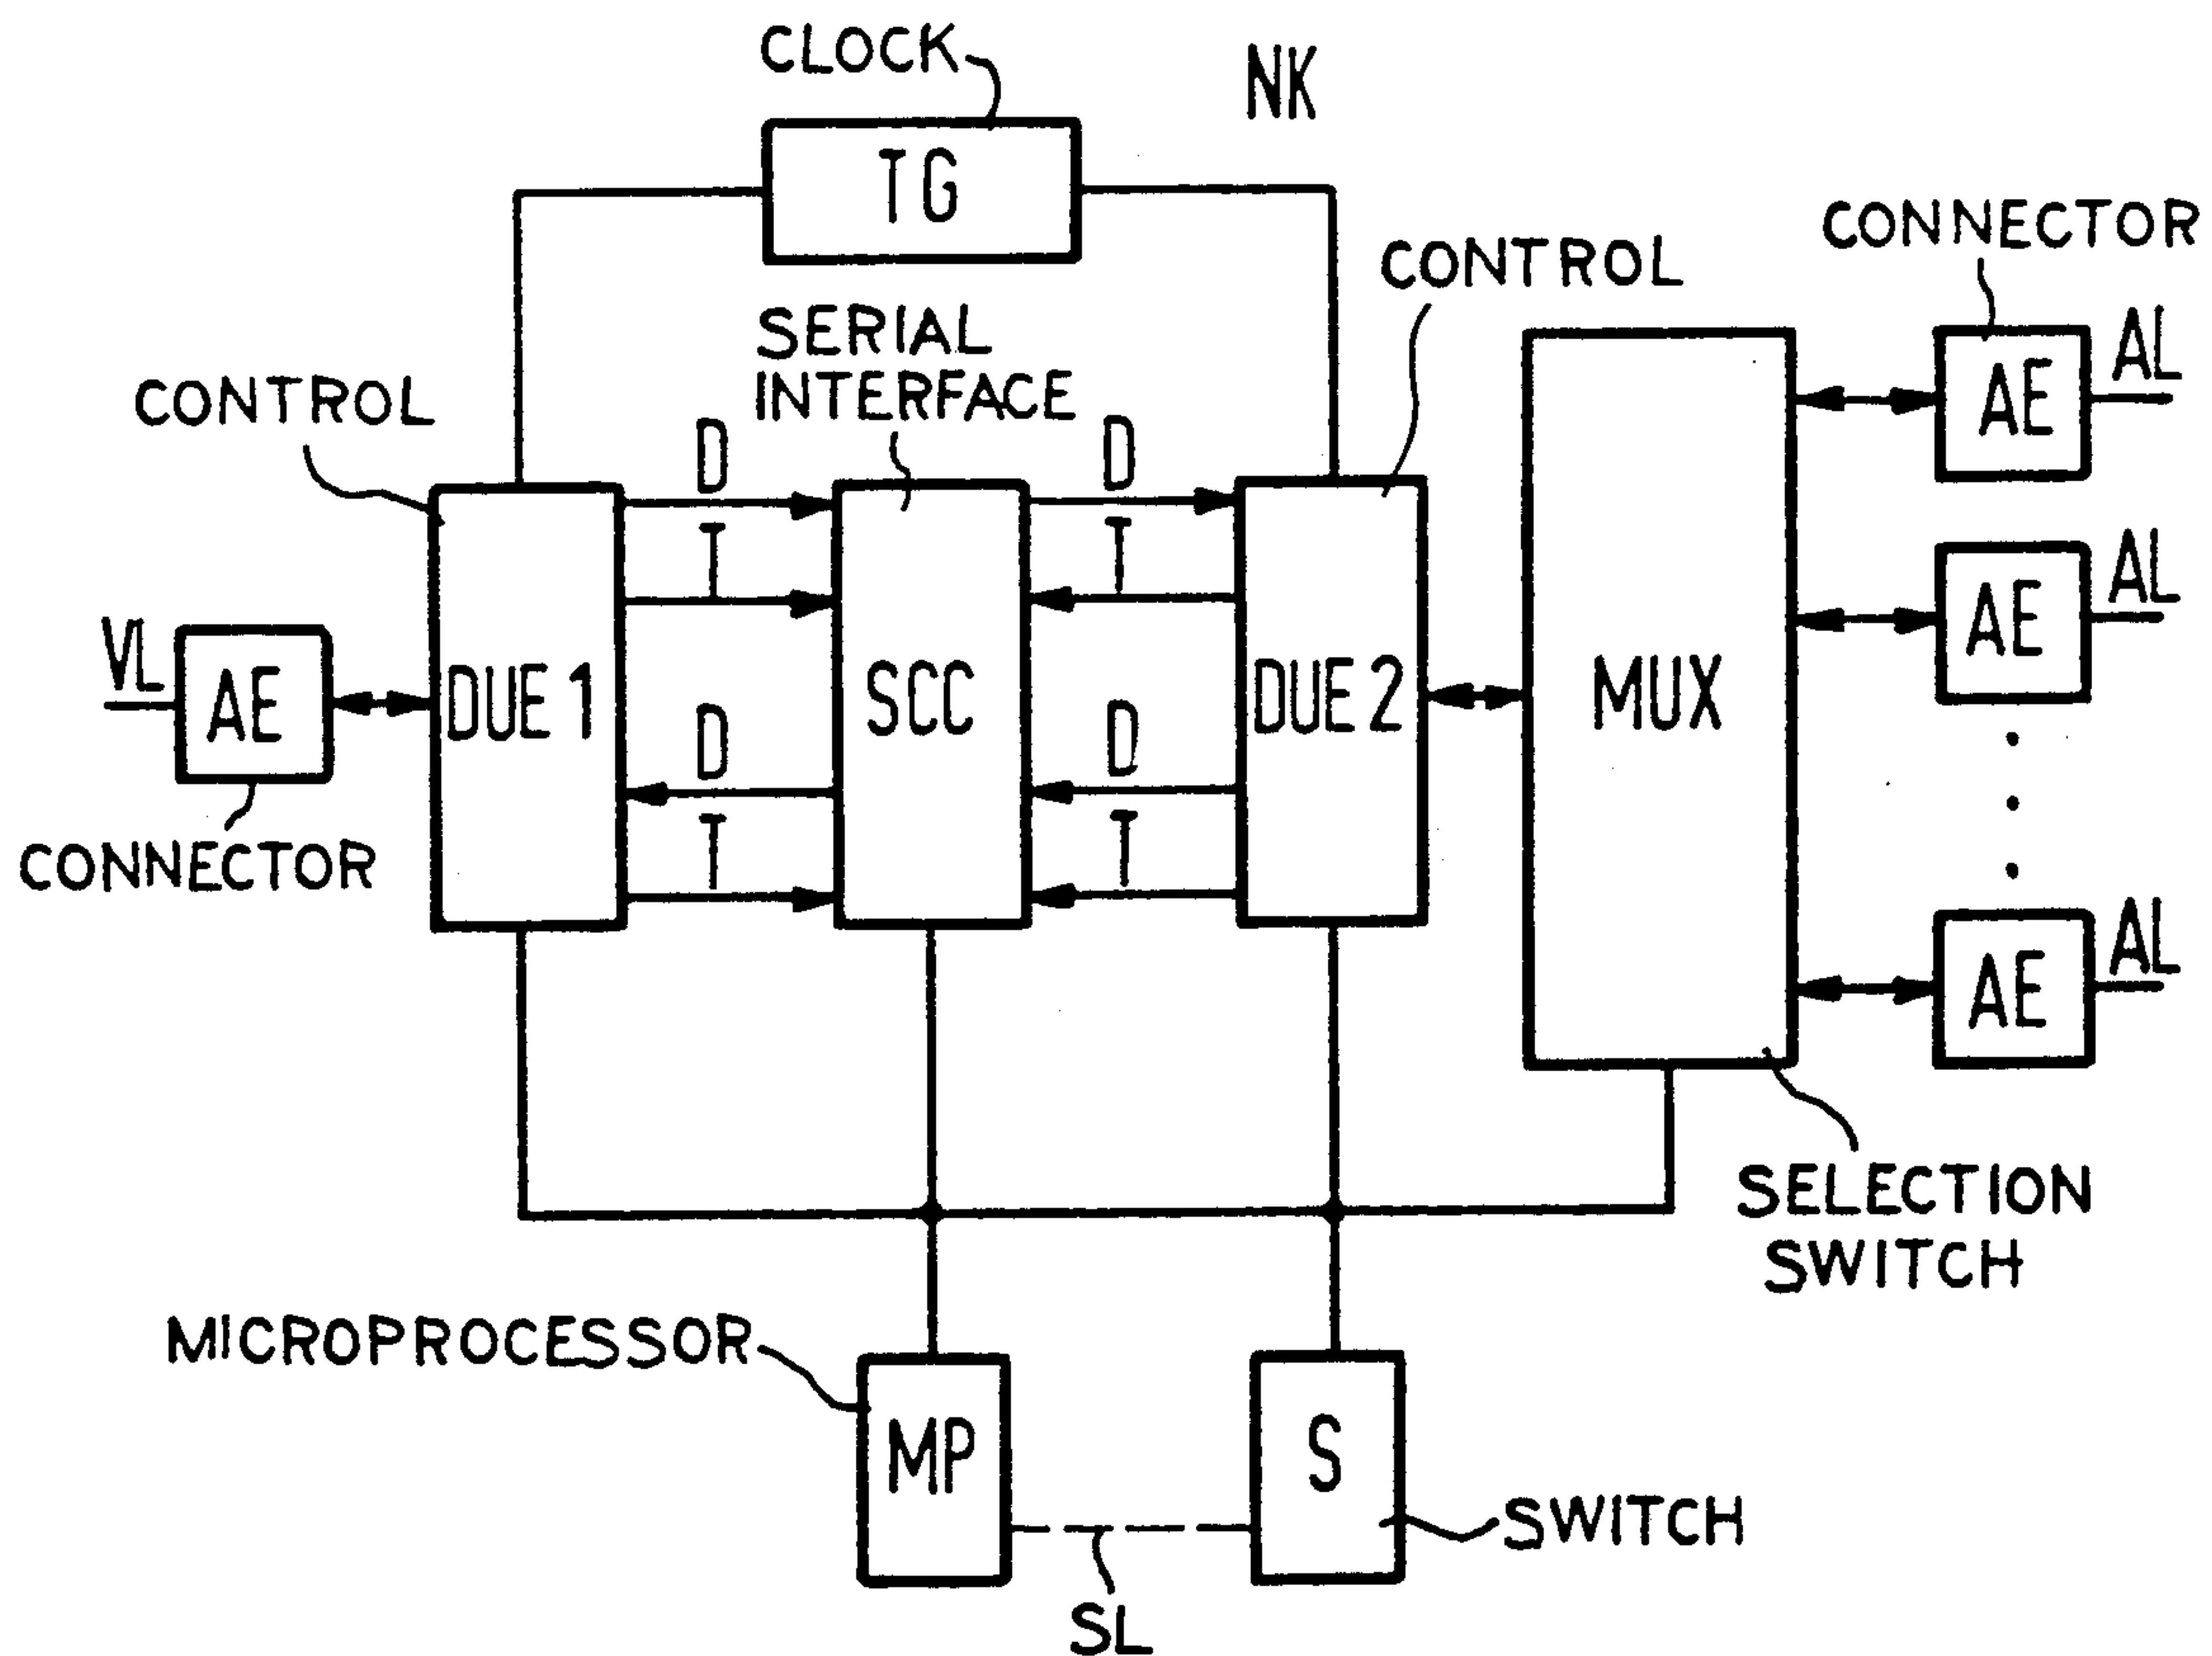 CLOCK
NK
TG
CONNECTOR
CONTROL
SERIAL
INTERFACE
CONTROL
AE
AL
D
D
T
T
AE
AL
VL
AE
DUE 1
SCC
DUE 2
MUX
D
D
T
T
CONNECTOR
AE
AL
SELECTION
SWITCH
MICROPROCESSOR
MP
S
SWITCH
SL